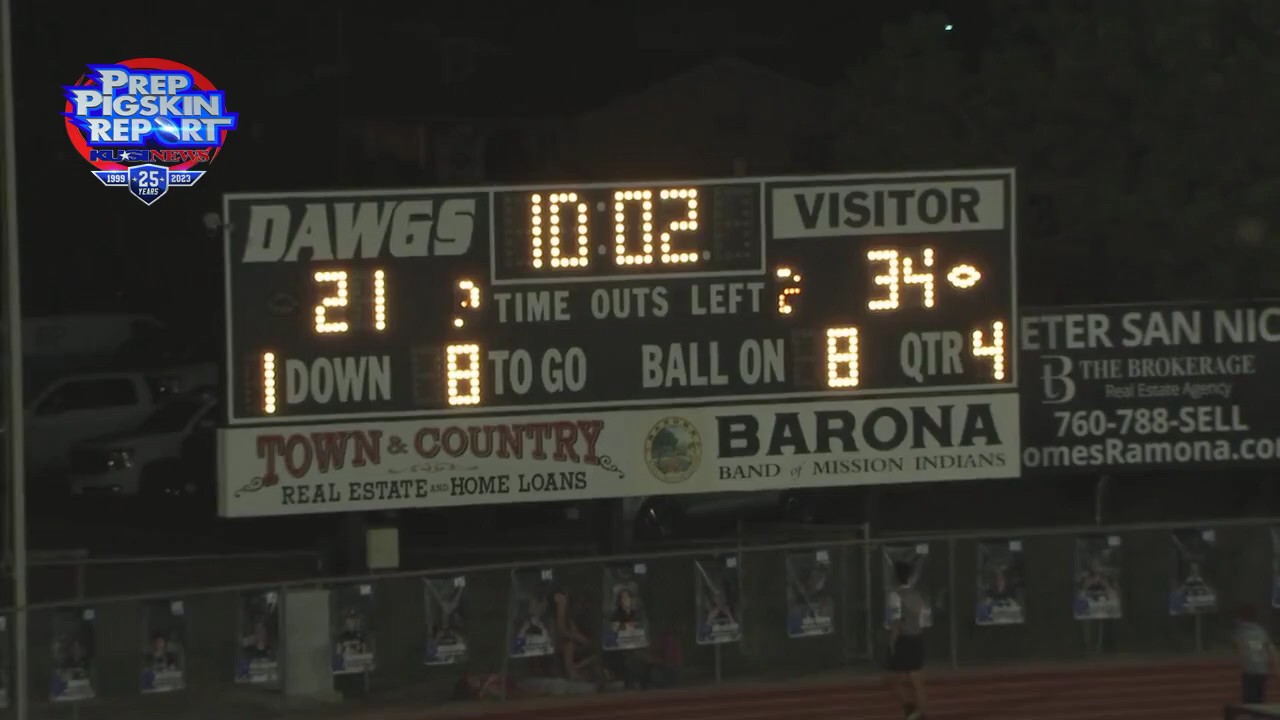 PREP
PIGSKIN
REPORT
KUSI NEWS
1999 25 2023
YEARS
DAWGS 10:02 VISITOR
21 TIME OUTS LEFT 34
1 DOWN 8 TO GO BALL ON 8 QTR 4
TOWN & COUNTRY
REAL ESTATE AND HOME LOANS
BARONA
BAND of MISSION INDIANS
ETER SAN NIC
B THE BROKERAGE
Real Estate Agency
760-788-SELL
omesRamona.co